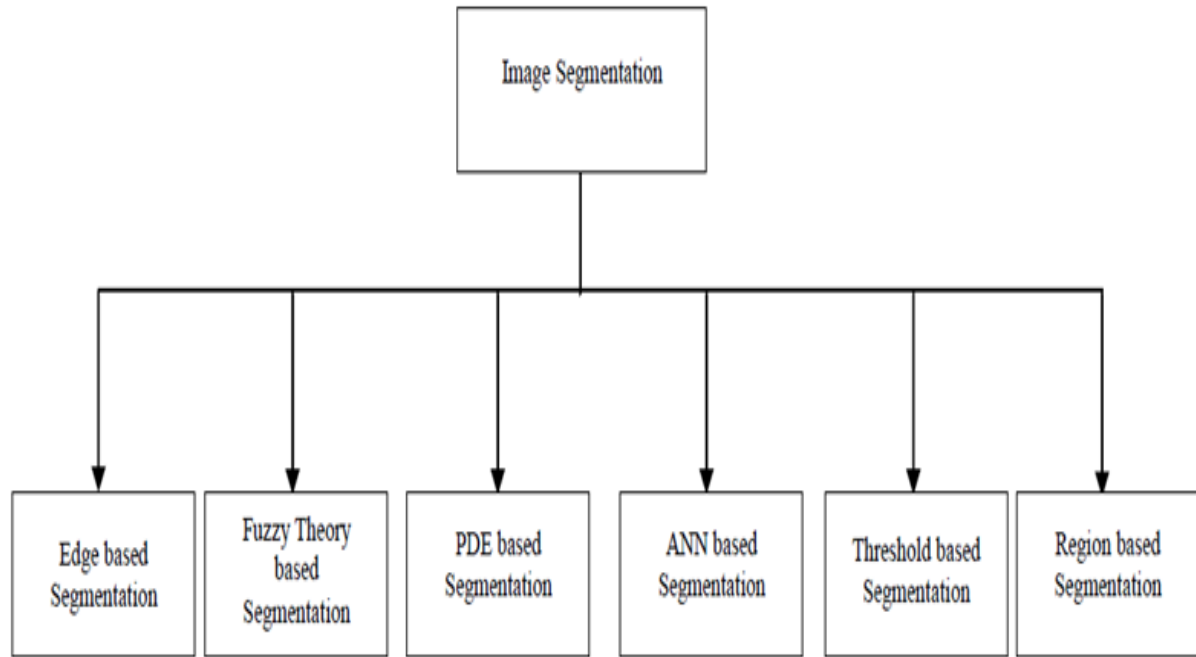 Image Segmentation
Edge based
Segmentation
Fuzzy Theory
based
Segmentation
PDE based
Segmentation
ANN based
Segmentation
Threshold based
Segmentation
Region based
Segmentation